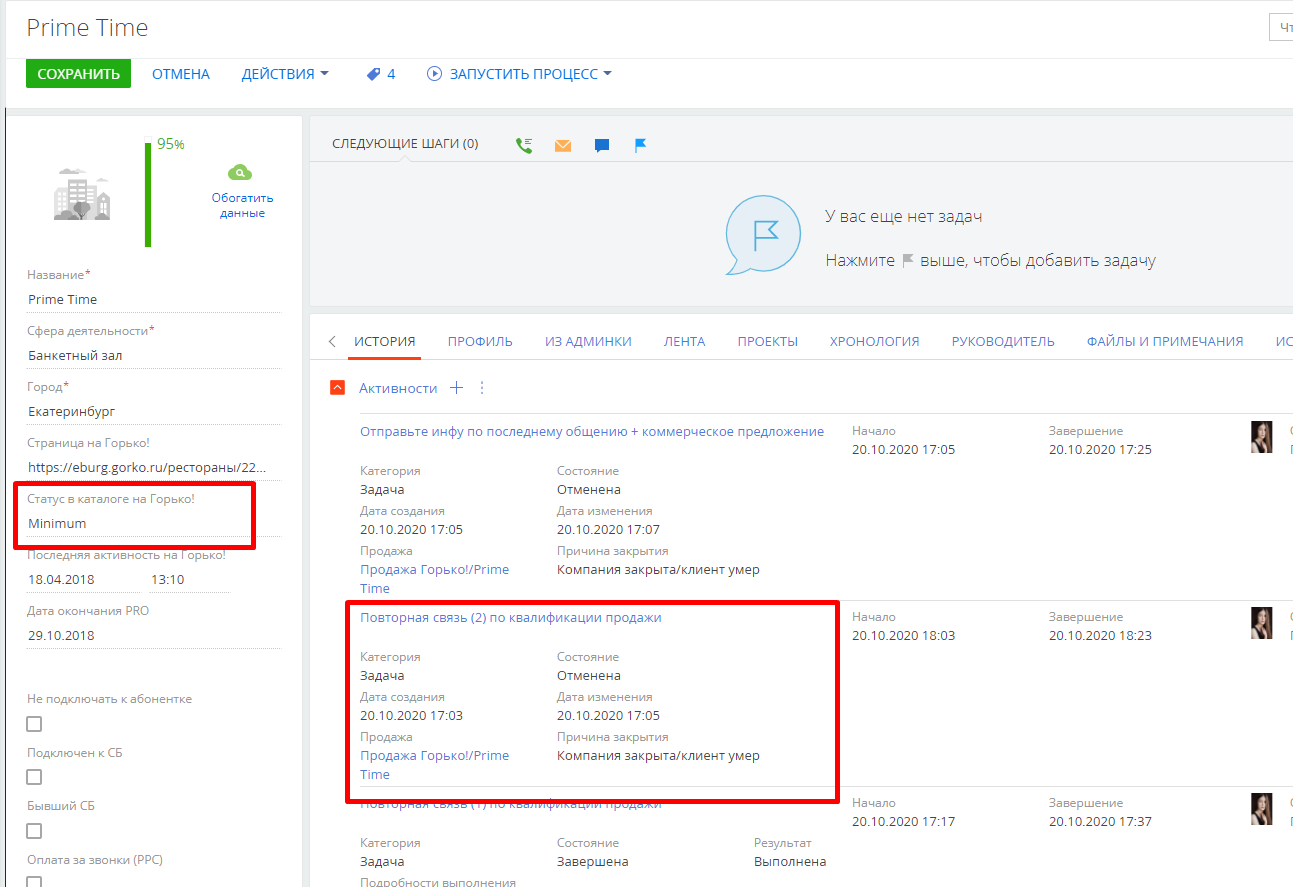 Prime Time
СОХРАНИТЬ ОТМЕНА ДЕЙСТВИЯ 4 ЗАПУСТИТЬ ПРОЦЕСС
95%
Обогатить
данные
Название*
Prime Time
Сфера деятельности*
Банкетный зал
Город*
Екатеринбург
Страница на Горько!
https://eburg.gorko.ru/рестораны/22...
Статус в каталоге на Горько!
Minimum
Последняя активность на Горько!
18.04.2018 13:10
Дата окончания PRO
29.10.2018
Не подключать к абонентке
Подключен к СБ
Бывший СБ
Оплата за звонки (PPC)
СЛЕДУЮЩИЕ ШАГИ (0)
У вас еще нет задач
Нажмите выше, чтобы добавить задачу
ИСТОРИЯ ПРОФИЛЬ ИЗ АДМИНКИ ЛЕНТА ПРОЕКТЫ ХРОНОЛОГИЯ РУКОВОДИТЕЛЬ ФАЙЛЫ И ПРИМЕЧАНИЯ
Активности
Отправьте инфу по последнему общению + коммерческое предложение Начало Завершение
20.10.2020 17:05 20.10.2020 17:25
Категория Состояние
Задача Отменена
Дата создания Дата изменения
20.10.2020 17:05 20.10.2020 17:07
Продажа Причина закрытия
Продажа Горько!/Prime Компания закрыта/клиент умер
Time
Повторная связь (2) по квалификации продажи Начало Завершение
20.10.2020 18:03 20.10.2020 18:23
Категория Состояние
Задача Отменена
Дата создания Дата изменения
20.10.2020 17:03 20.10.2020 17:05
Продажа Причина закрытия
Продажа Горько!/Prime Компания закрыта/клиент умер
Time
Повторная связь (1) по квалификации продажи Начало Завершение
20.10.2020 17:17 20.10.2020 17:37
Категория Состояние Результат
Задача Завершена Выполнена
Подробности выполнения